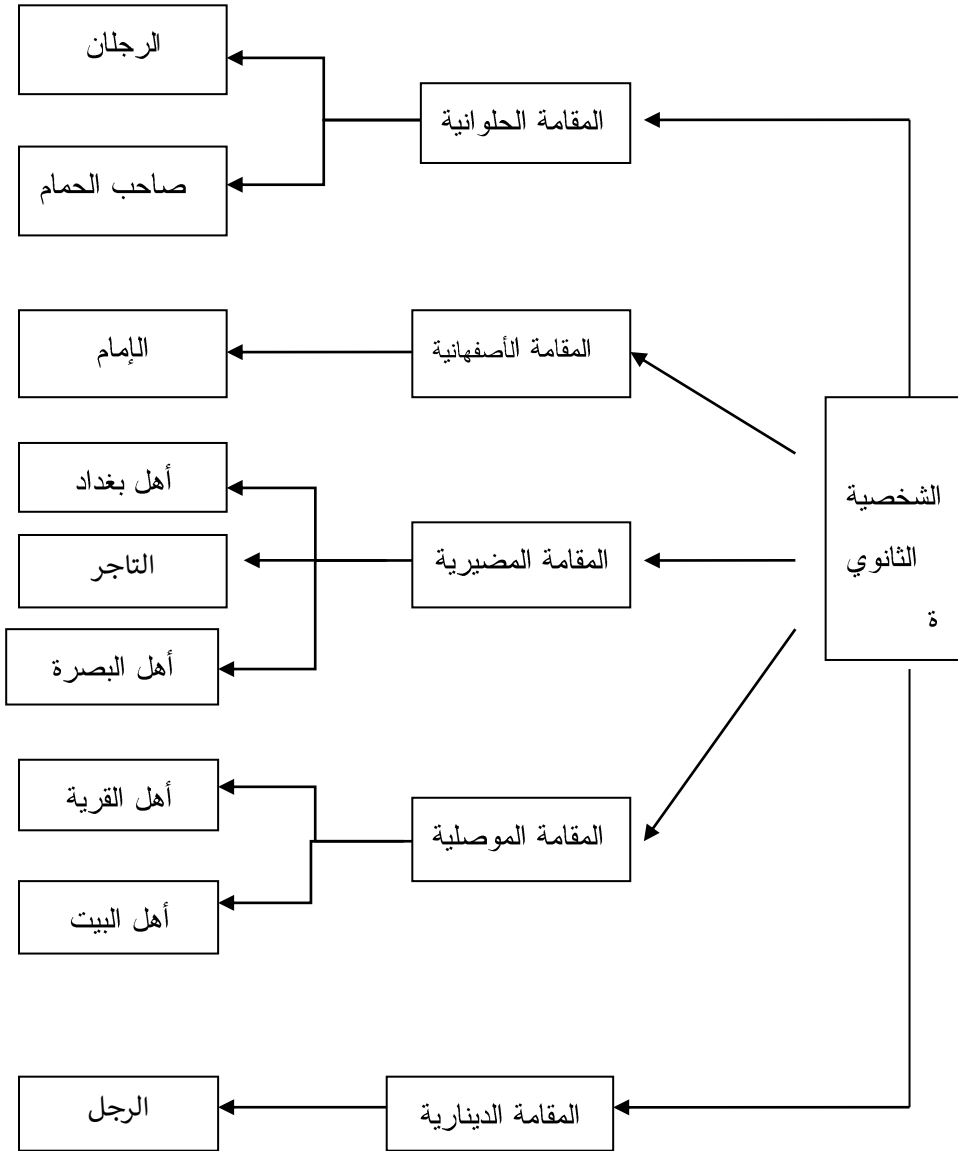 الشخصية
الثانوي
ة
المقامة الحلوانية
الرجلان
صاحب الحمام
المقامة الأصفهانية
الإمام
المقامة المضيرية
أهل بغداد
التاجر
أهل البصرة
المقامة الموصلية
أهل القرية
أهل البيت
المقامة الدينارية
الرجل